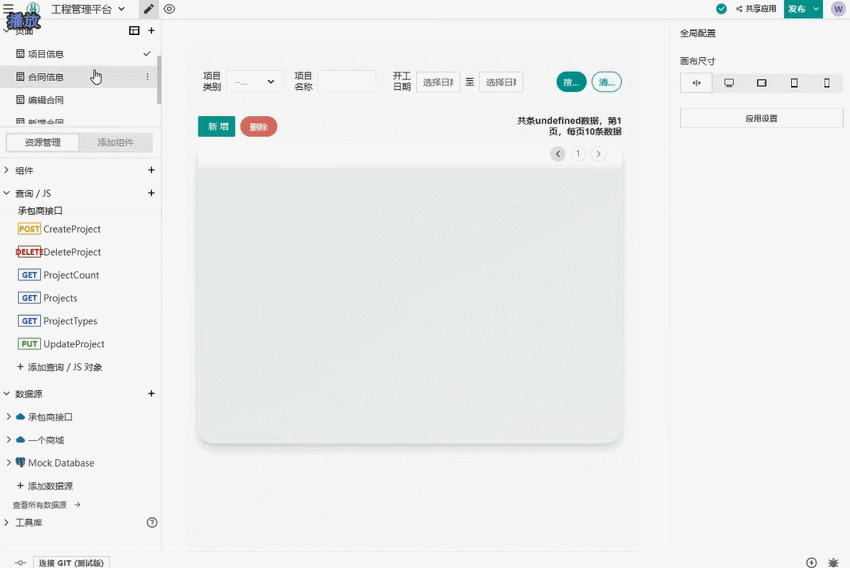 工程管理平台
共享应用
发布
W
播放
页面
项目信息
合同信息
编辑合同
新增合同
资源管理
添加组件
组件
查询 / JS
承包商接口
POST CreateProject
DELETE DeleteProject
GET ProjectCount
GET Projects
GET ProjectTypes
PUT UpdateProject
添加查询 / JS 对象
数据源
承包商接口
一个商城
Mock Database
添加数据源
查看所有数据源
工具库
连接 GIT (测试版)
项目
类别
--...
项目
名称
开工
日期
选择日期
至
选择日期
搜...
清...
新 增
删除
共条undefined数据，第1
页，每页10条数据
1
全局配置
画布尺寸
应用设置